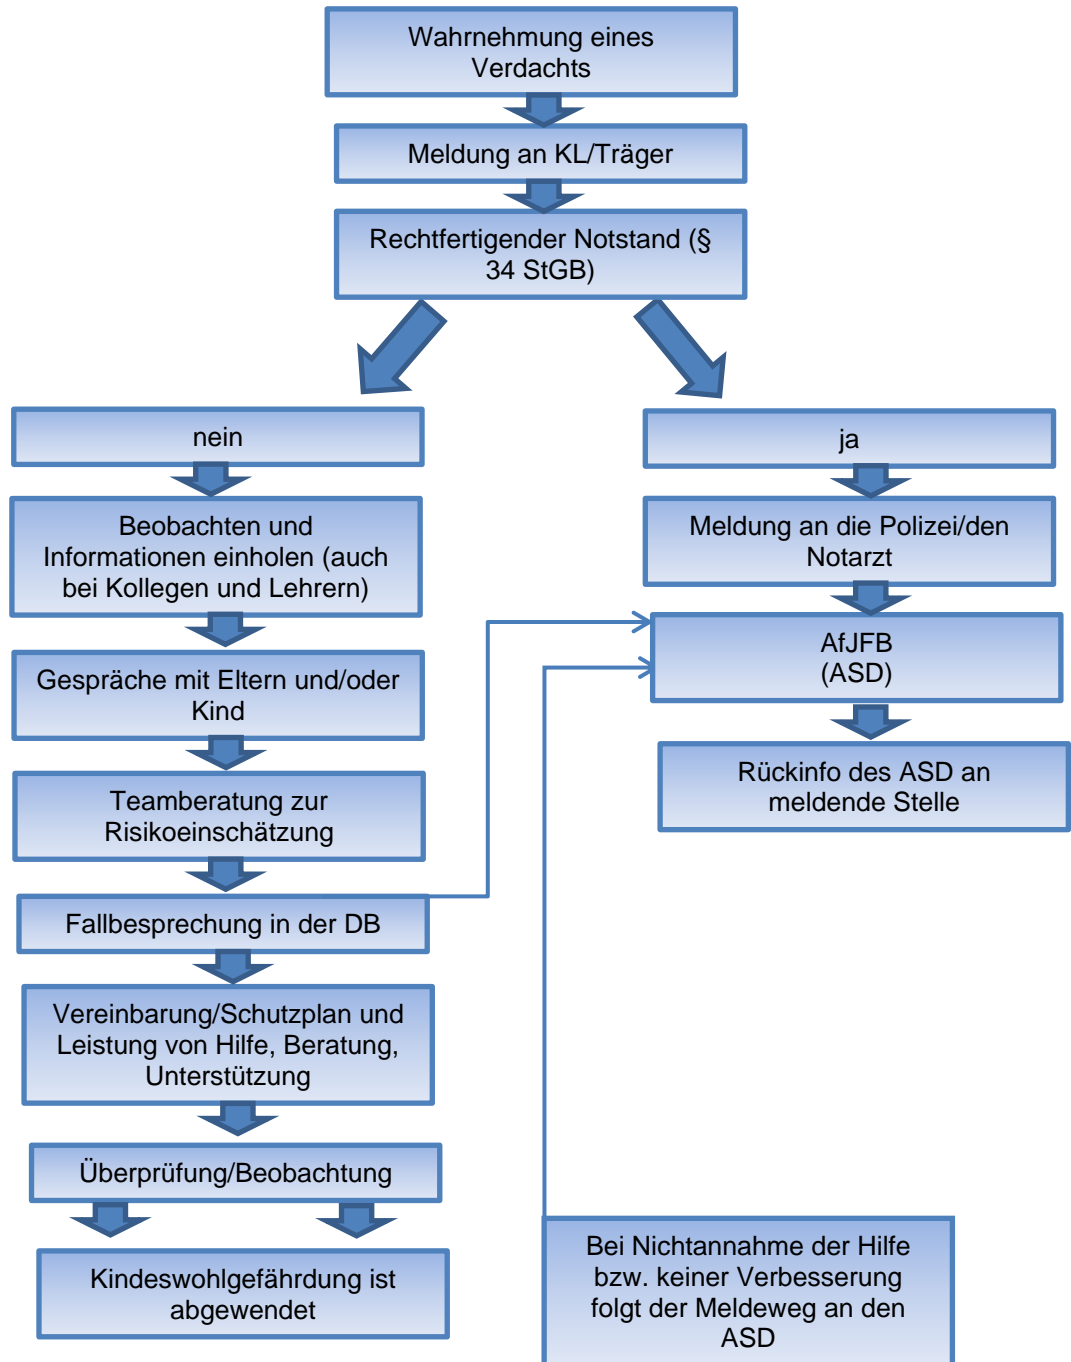 Wahrnehmung eines
Verdachts
Meldung an KL/Träger
Rechtfertigender Notstand (§
34 StGB)
nein
Beobachten und
Informationen einholen (auch
bei Kollegen und Lehrern)
Gespräche mit Eltern und/oder
Kind
Teamberatung zur
Risikoeinschätzung
Fallbesprechung in der DB
Vereinbarung/Schutzplan und
Leistung von Hilfe, Beratung,
Unterstützung
Überprüfung/Beobachtung
Kindeswohlgefährdung ist
abgewendet
ja
Meldung an die Polizei/den
Notarzt
AfJFB
(ASD)
Rückinfo des ASD an
meldende Stelle
Bei Nichtannahme der Hilfe
bzw. keiner Verbesserung
folgt der Meldeweg an den
ASD